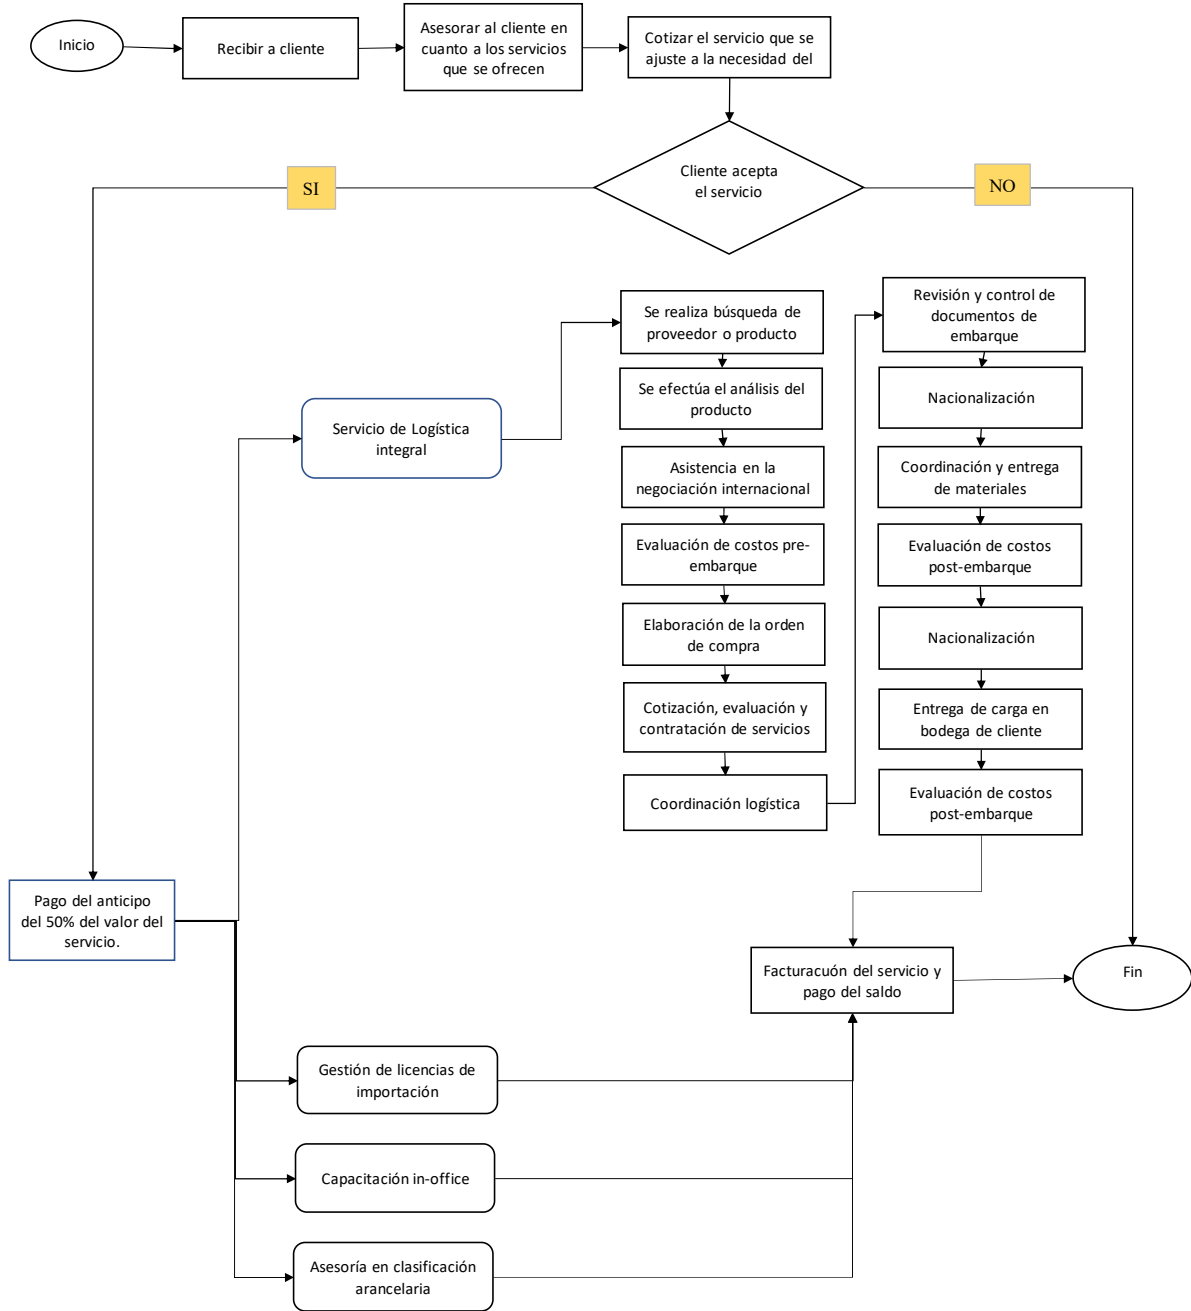 Inicio
Recibir a cliente
Asesorar al cliente en
cuanto a los servicios
que se ofrecen
Cotizar el servicio que se
ajuste a la necesidad del
Cliente acepta
el servicio
SI
NO
Se realiza búsqueda de
proveedor o producto
Se efectúa el análisis del
producto
Asistencia en la
negociación internacional
Evaluación de costos pre-
embarque
Elaboración de la orden
de compra
Cotización, evaluación y
contratación de servicios
Coordinación logística
Revisión y control de
documentos de
embarque
Nacionalización
Coordinación y entrega
de materiales
Evaluación de costos
post-embarque
Nacionalización
Entrega de carga en
bodega de cliente
Evaluación de costos
post-embarque
Servicio de Logística
integral
Pago del anticipo
del 50% del valor del
servicio.
Facturacuón del servicio y
pago del saldo
Fin
Gestión de licencias de
importación
Capacitación in-office
Asesoría en clasificación
arancelaria